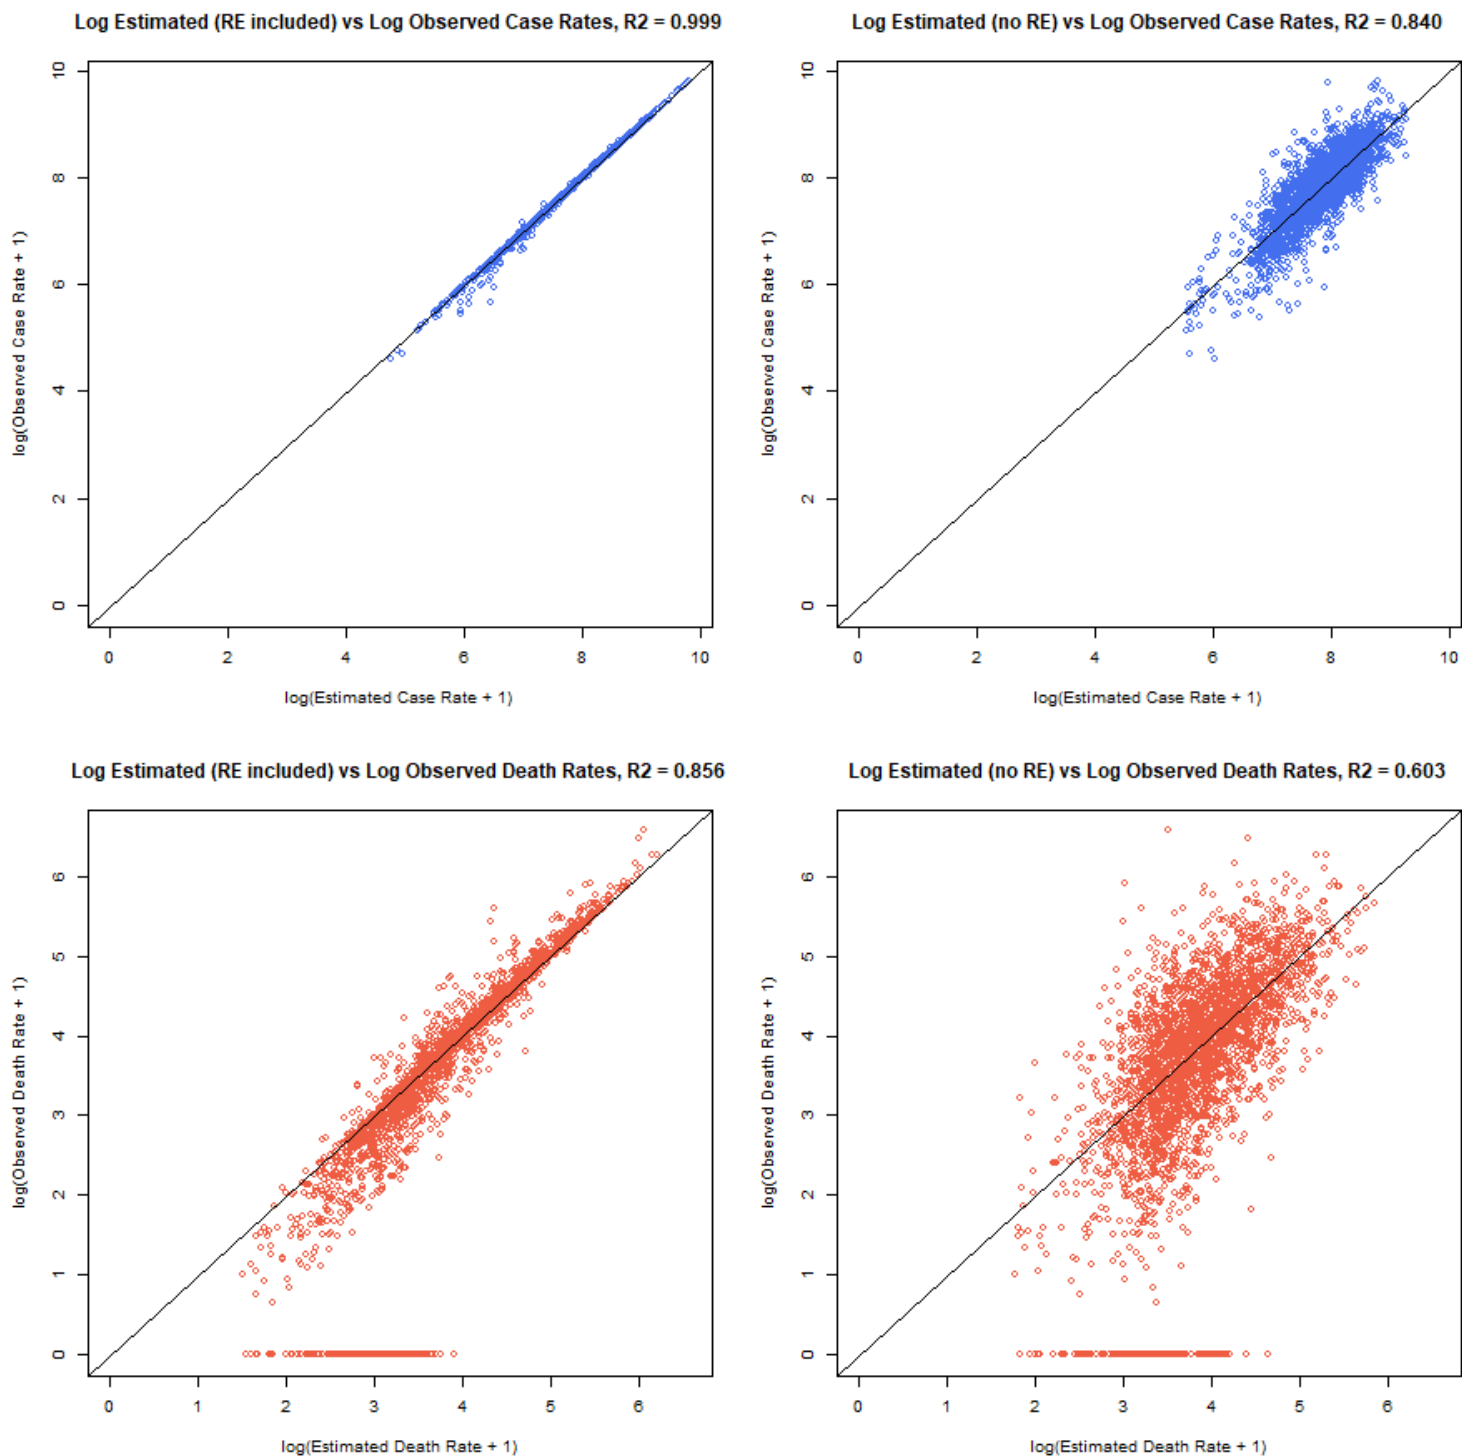 Log Estimated (RE included) vs Log Observed Case Rates, R2 = 0.999
log(Observed Case Rate + 1)
10
8
6
4
2
0
0 2 4 6 8 10
log(Estimated Case Rate + 1)
Log Estimated (no RE) vs Log Observed Case Rates, R2 = 0.840
log(Observed Case Rate + 1)
10
8
6
4
2
0
0 2 4 6 8 10
log(Estimated Case Rate + 1)
Log Estimated (RE included) vs Log Observed Death Rates, R2 = 0.856
log(Observed Death Rate + 1)
6
5
4
3
2
1
0
0 1 2 3 4 5 6
log(Estimated Death Rate + 1)
Log Estimated (no RE) vs Log Observed Death Rates, R2 = 0.603
log(Observed Death Rate + 1)
6
5
4
3
2
1
0
0 1 2 3 4 5 6
log(Estimated Death Rate + 1)